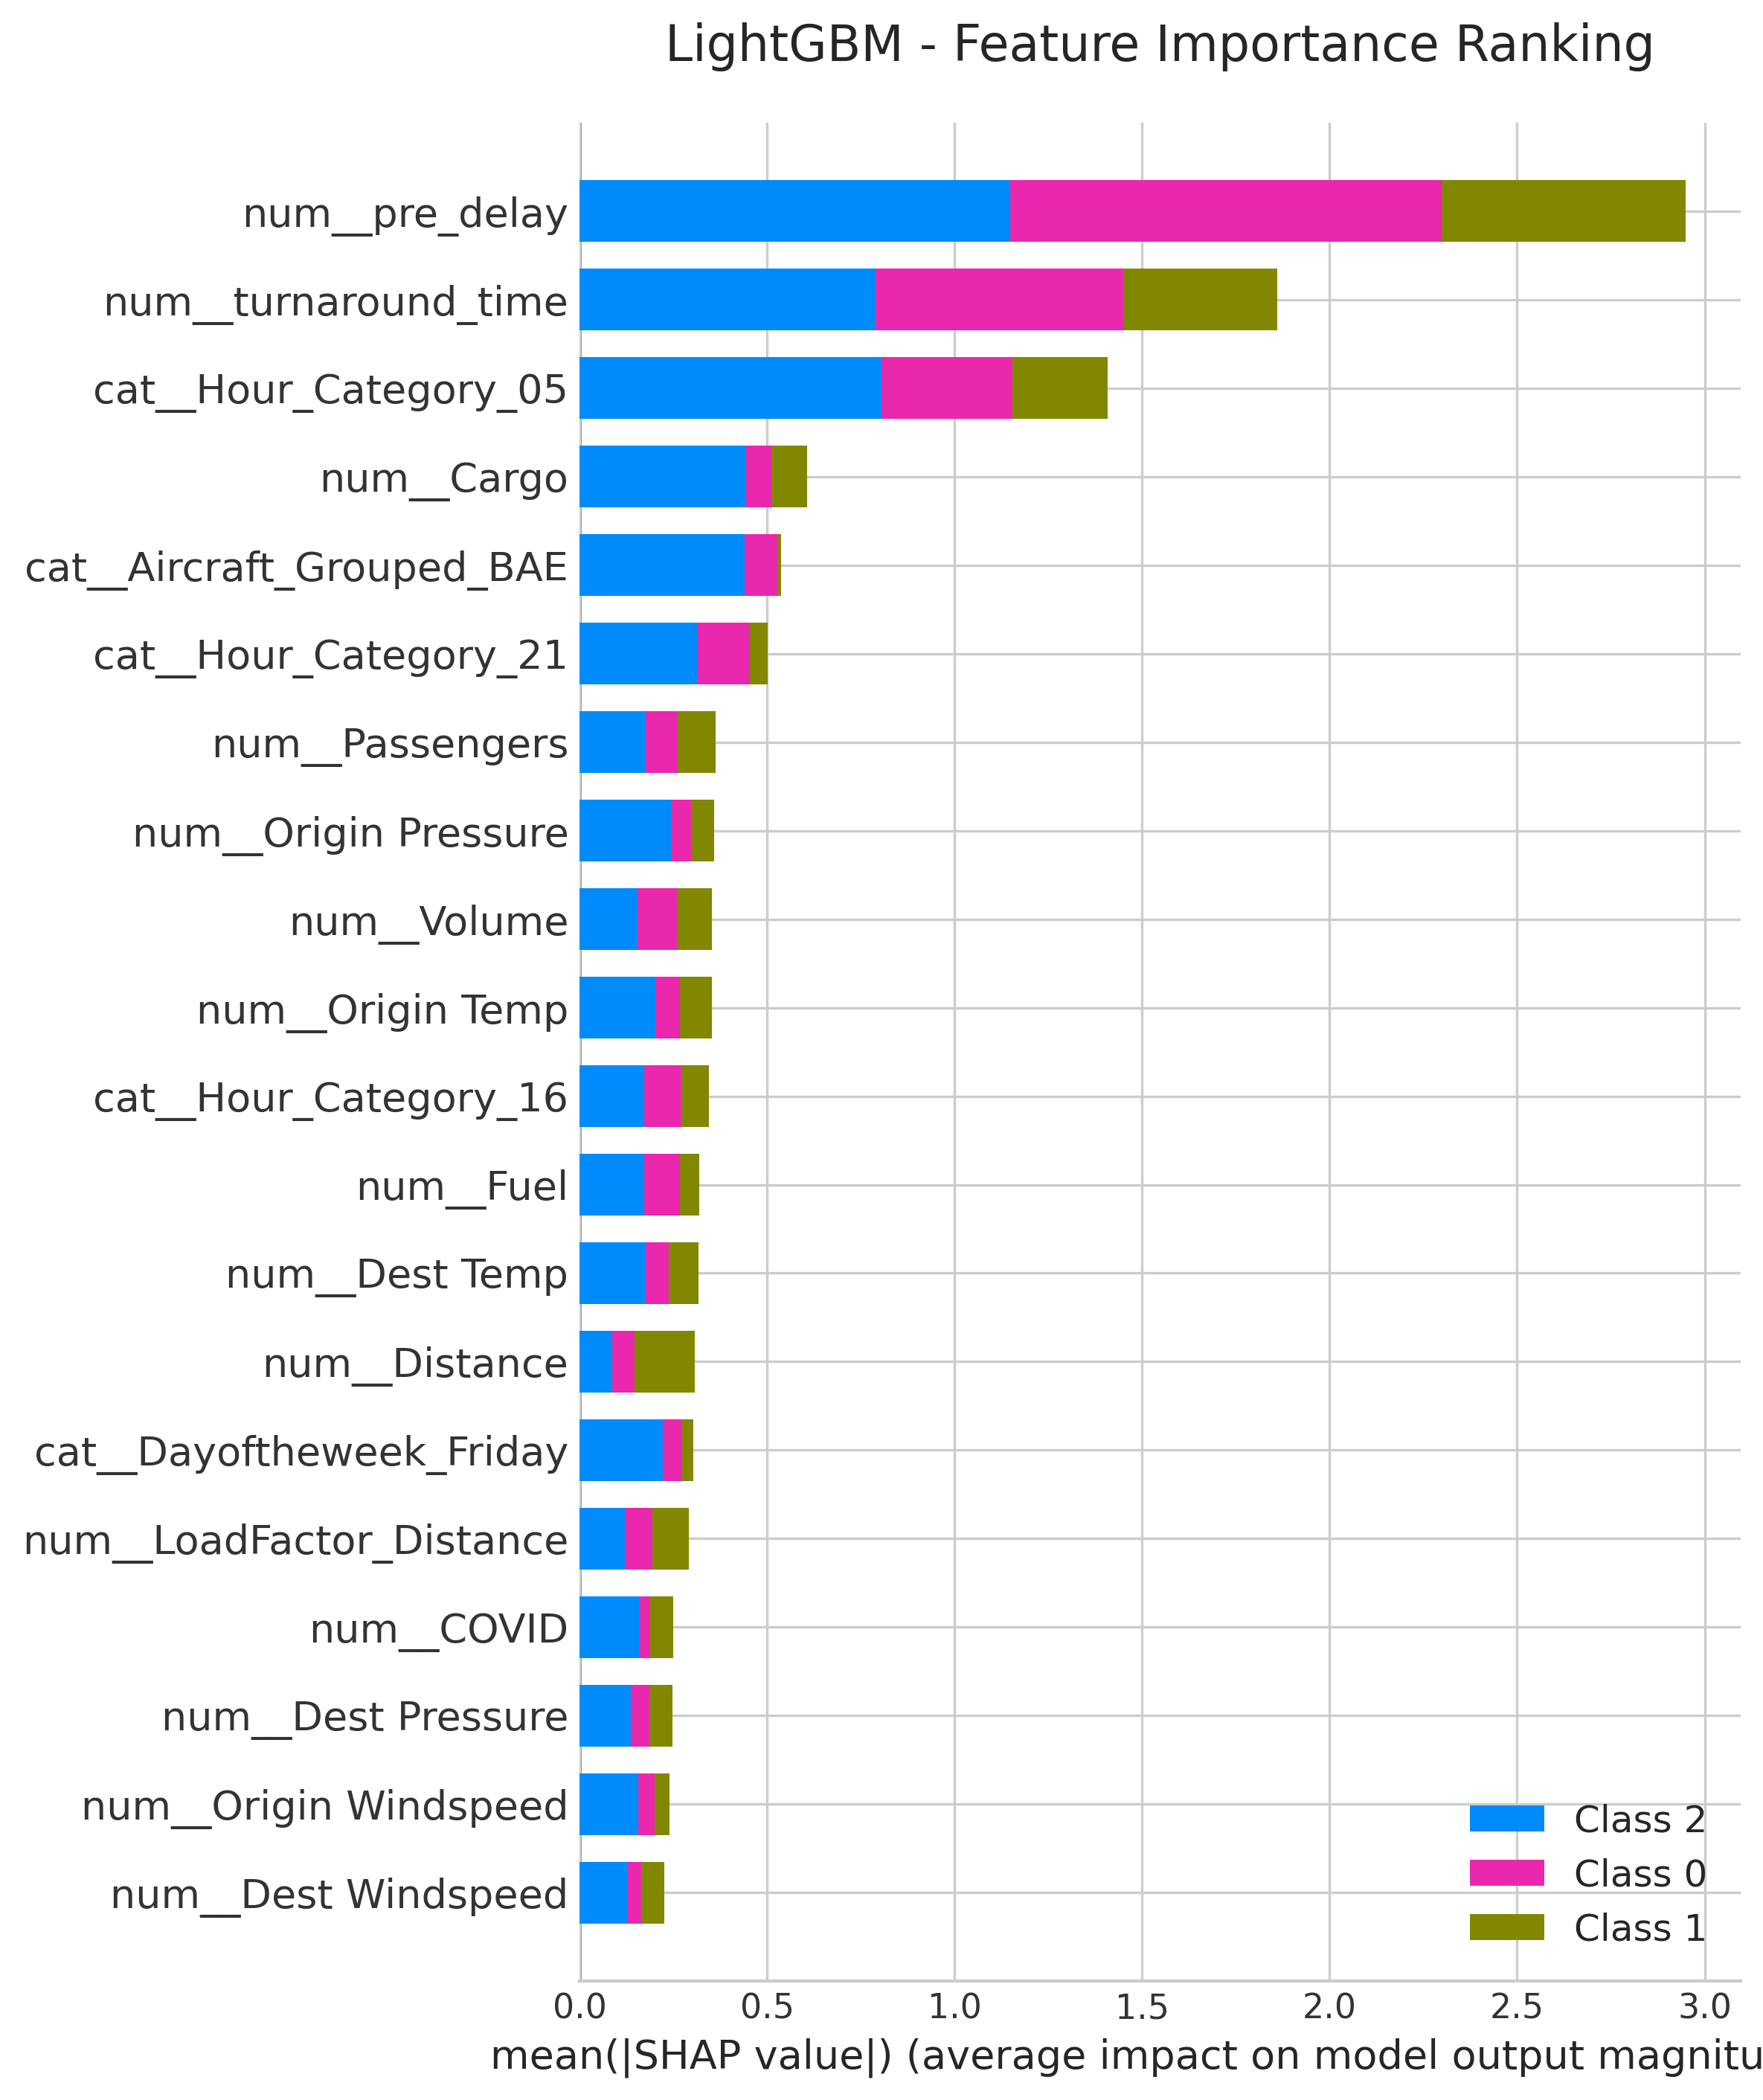 LightGBM - Feature Importance Ranking
num__pre_delay
num__turnaround_time
cat__Hour_Category_05
num__Cargo
cat__Aircraft_Grouped_BAE
cat__Hour_Category_21
num__Passengers
num__Origin Pressure
num__Volume
num__Origin Temp
cat__Hour_Category_16
num__Fuel
num__Dest Temp
num__Distance
cat__Dayoftheweek_Friday
num__LoadFactor_Distance
num__COVID
num__Dest Pressure
num__Origin Windspeed
num__Dest Windspeed
Class 2
Class 0
Class 1
0.0 0.5 1.0 1.5 2.0 2.5 3.0
mean(|SHAP value|) (average impact on model output magnitu